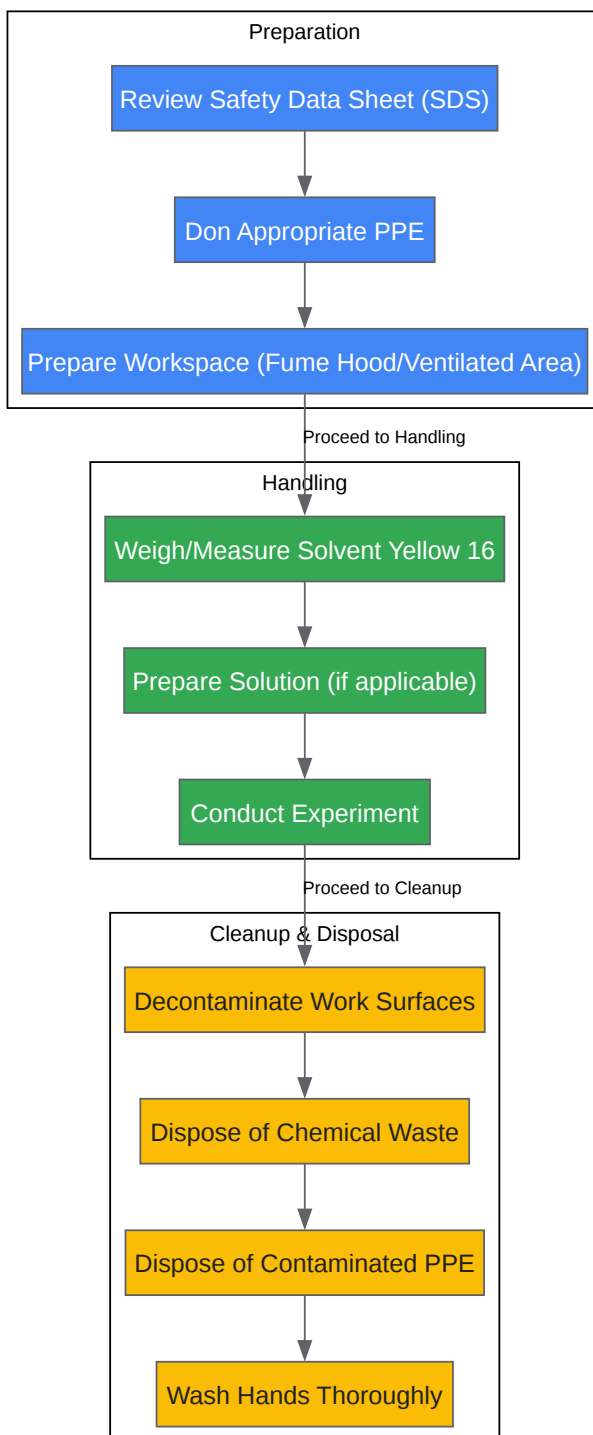 Preparation
Review Safety Data Sheet (SDS)
Don Appropriate PPE
Prepare Workspace (Fume Hood/Ventilated Area)
Proceed to Handling
Handling
Weigh/Measure Solvent Yellow 16
Prepare Solution (if applicable)
Conduct Experiment
Proceed to Cleanup
Cleanup & Disposal
Decontaminate Work Surfaces
Dispose of Chemical Waste
Dispose of Contaminated PPE
Wash Hands Thoroughly